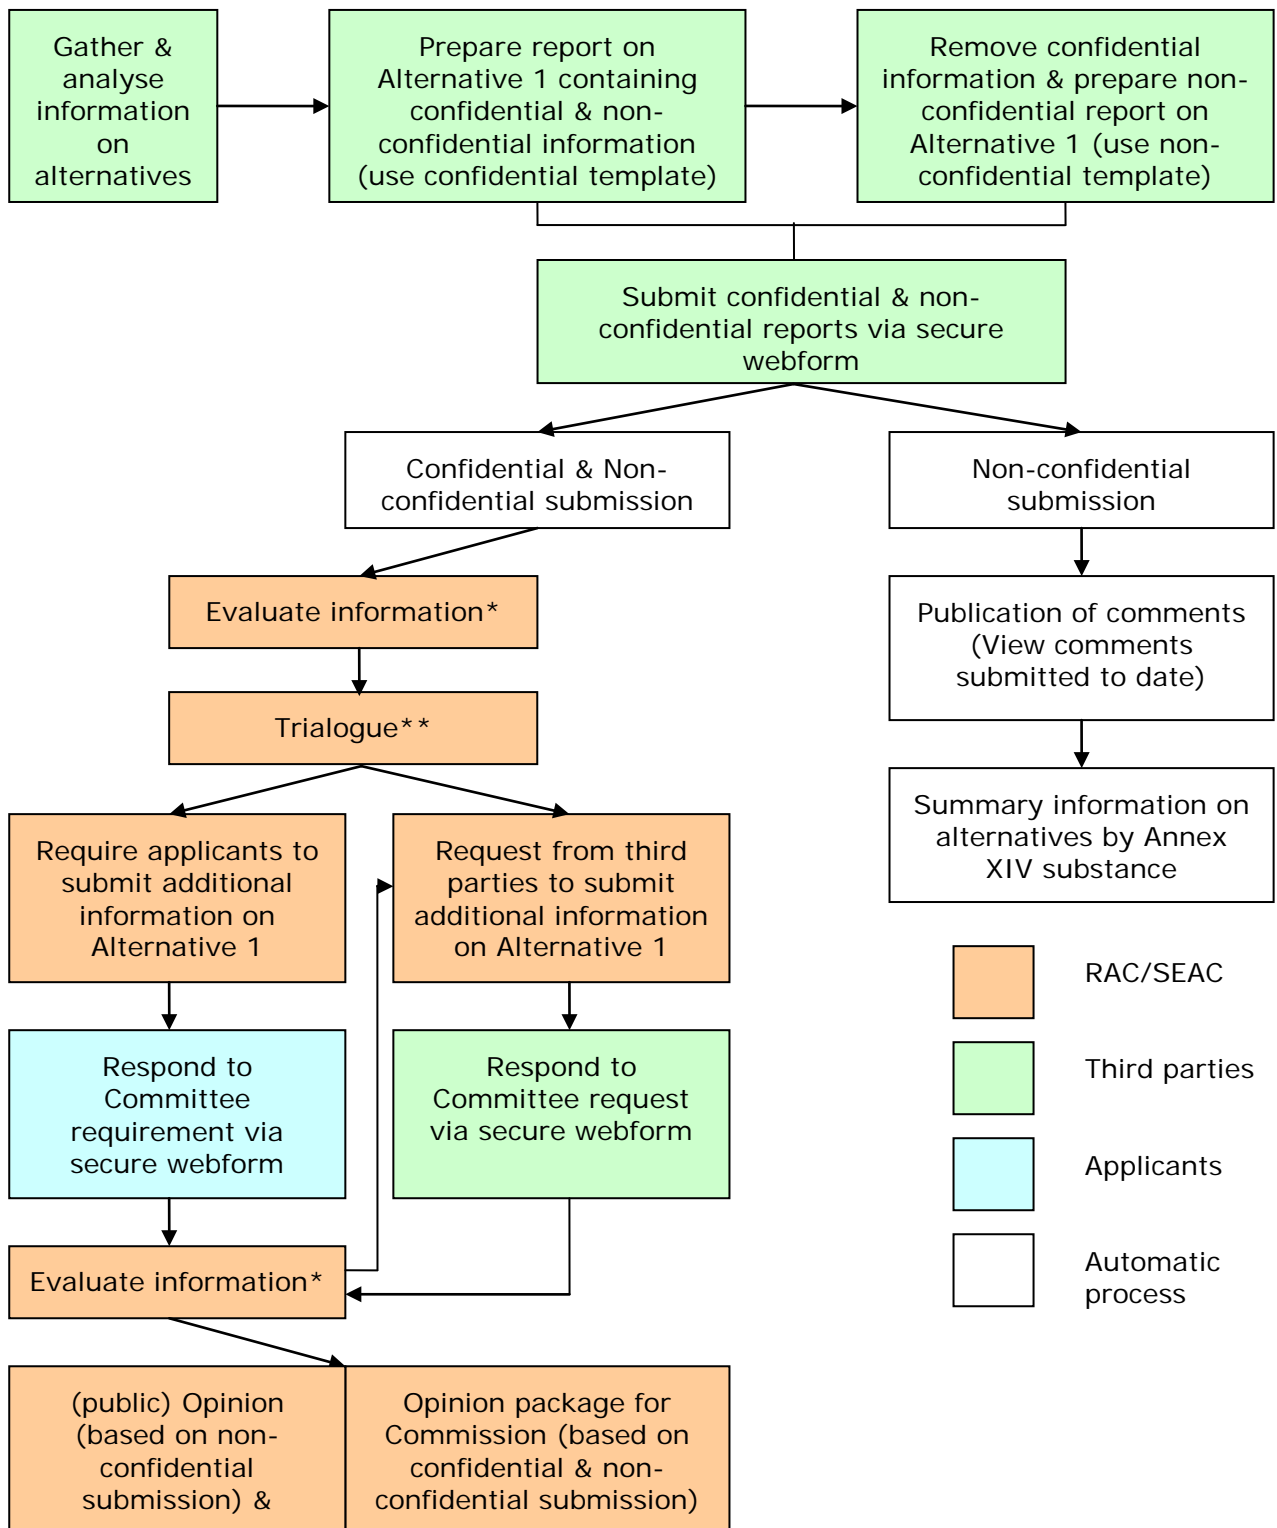 Gather &
analyse
information
on
alternatives
Prepare report on
Alternative 1 containing
confidential & non-
confidential information
(use confidential template)
Remove confidential
information & prepare non-
confidential report on
Alternative 1 (use non-
confidential template)
Submit confidential & non-
confidential reports via secure
webform
Confidential & Non-
confidential submission
Non-confidential
submission
Evaluate information*
Publication of comments
(View comments
submitted to date)
Trialogue**
Summary information on
alternatives by Annex
XIV substance
Require applicants to
submit additional
information on
Alternative 1
Request from third
parties to submit
additional information
on Alternative 1
Respond to
Committee
requirement via
secure webform
Respond to
Committee request
via secure webform
RAC/SEAC
Third parties
Applicants
Automatic
process
Evaluate information*
(public) Opinion
(based on non-
confidential
submission) &
Opinion package for
Commission (based on
confidential & non-
confidential submission)